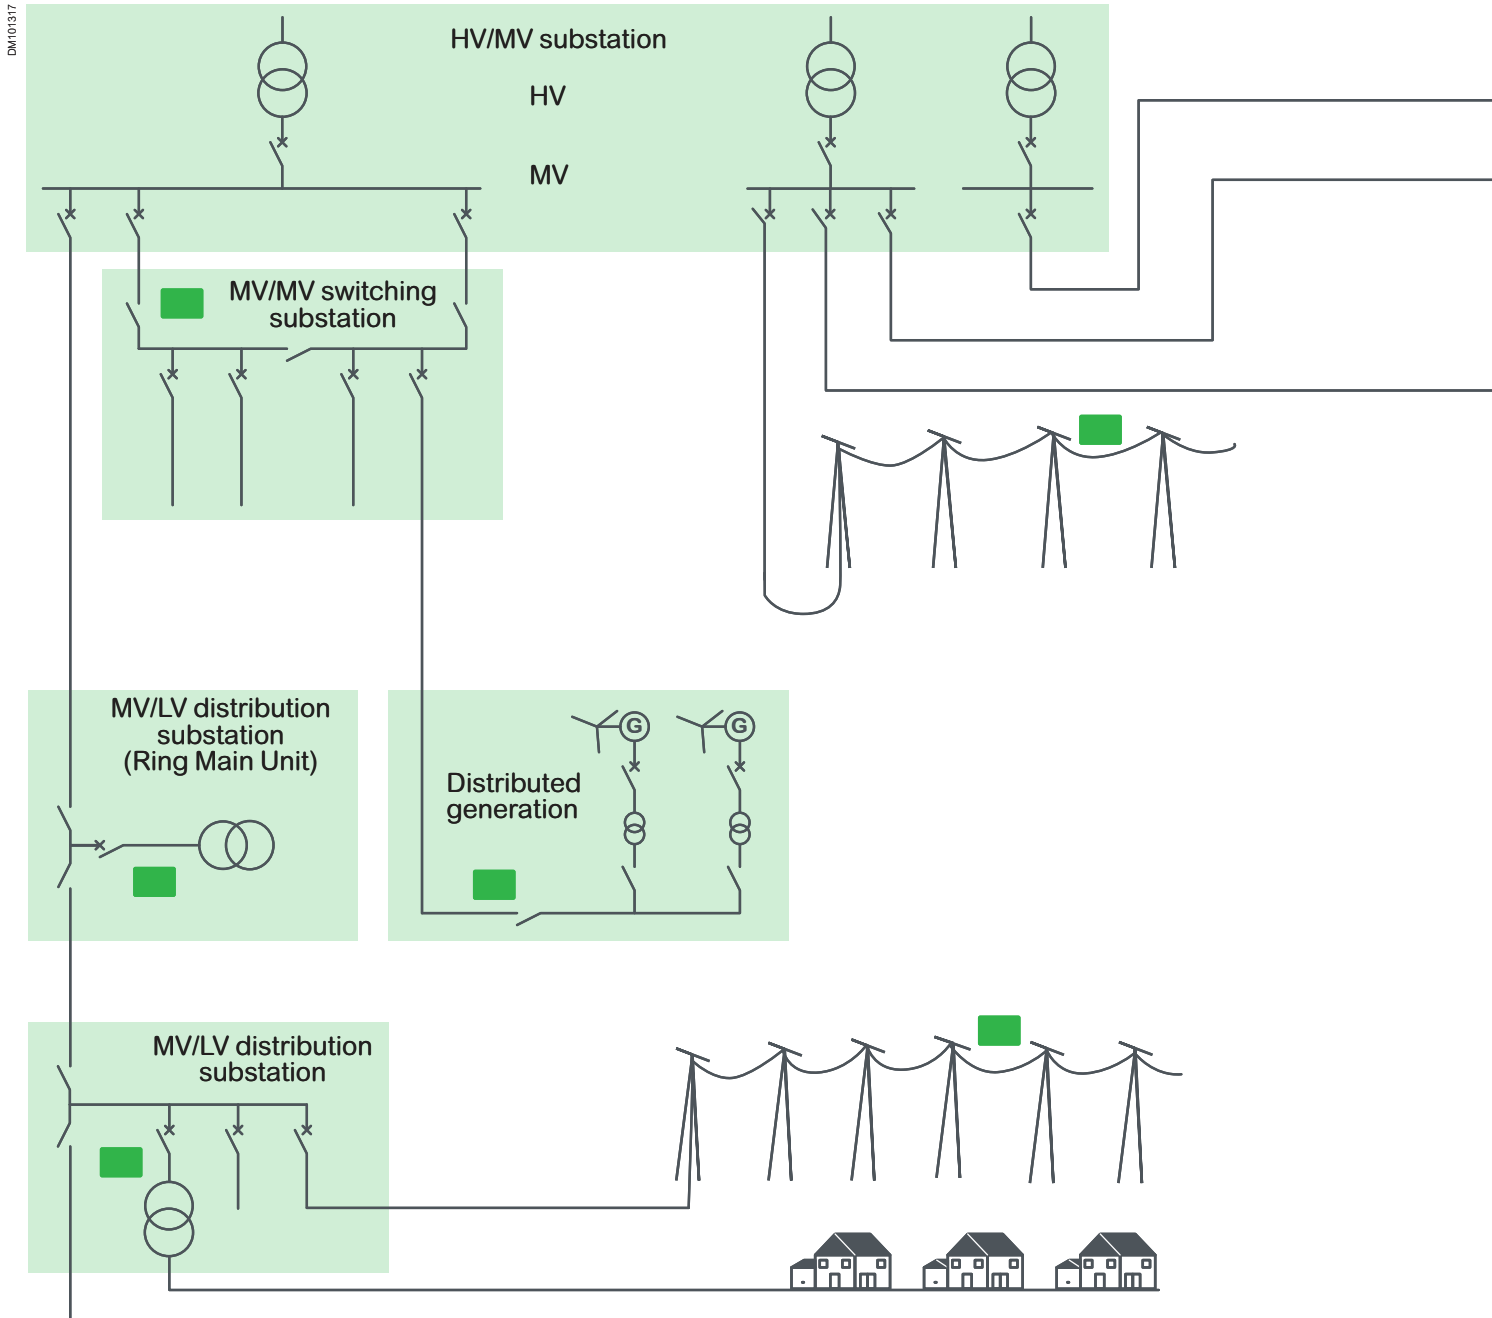 DM101317
HV/MV substation
HV
MV
MV/MV switching
substation
MV/LV distribution
substation
(Ring Main Unit)
G
G
Distributed
generation
MV/LV distribution
substation